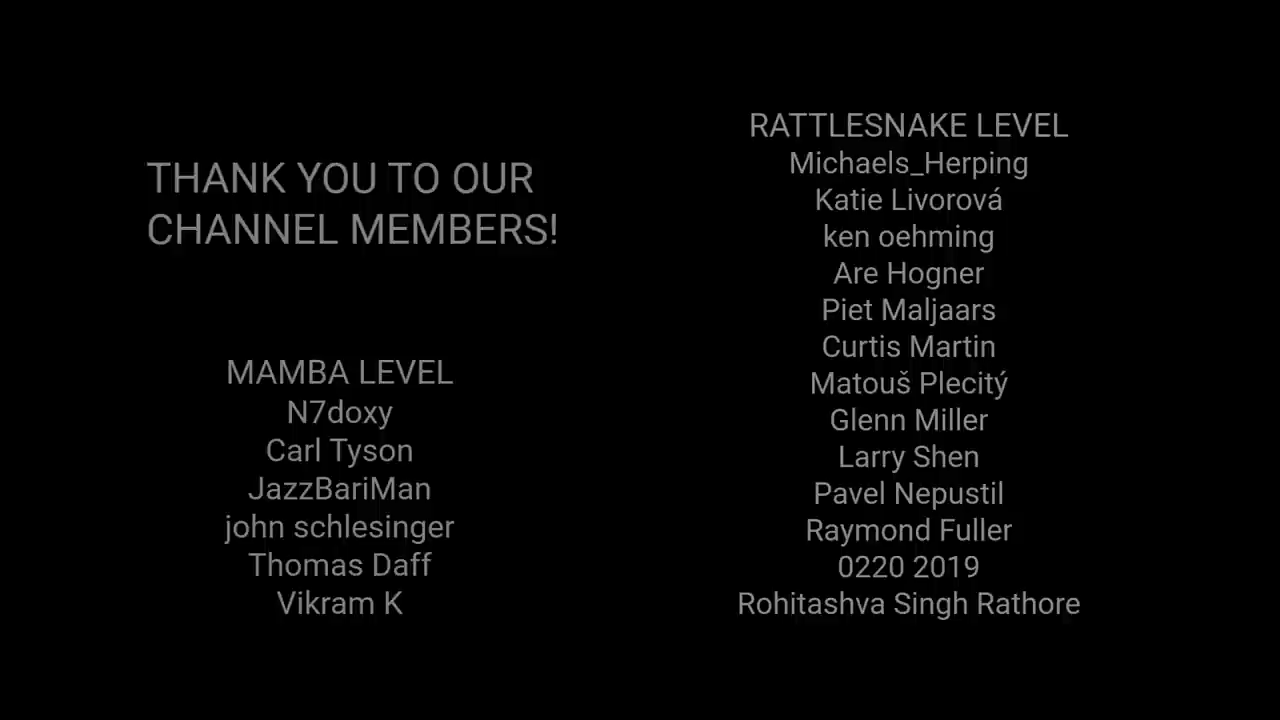 THANK YOU TO OUR
CHANNEL MEMBERS!
MAMBA LEVEL
N7doxy
Carl Tyson
JazzBariMan
john schlesinger
Thomas Daff
Vikram K
RATTLESNAKE LEVEL
Michaels_Herping
Katie Livorová
ken oehming
Are Hogner
Piet Maljaars
Curtis Martin
Matouš Plecitý
Glenn Miller
Larry Shen
Pavel Nepustil
Raymond Fuller
0220 2019
Rohitashva Singh Rathore